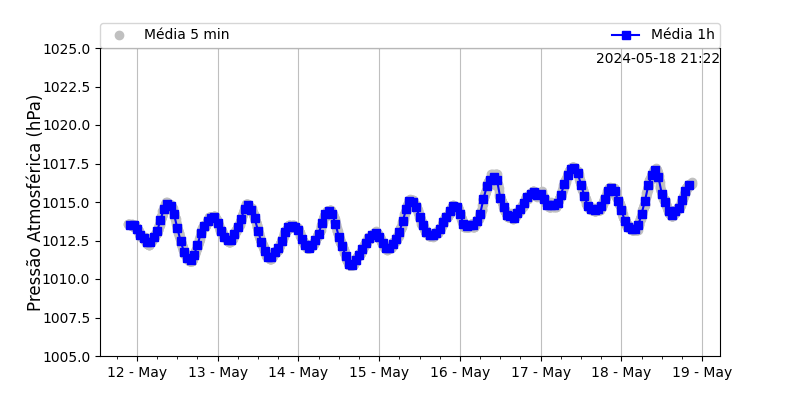 Média 5 min
Média 1h
2024-05-18 21:22
Pressão Atmosférica (hPa)
1025.0
1022.5
1020.0
1017.5
1015.0
1012.5
1010.0
1007.5
1005.0
12 - May
13 - May
14 - May
15 - May
16 - May
17 - May
18 - May
19 - May